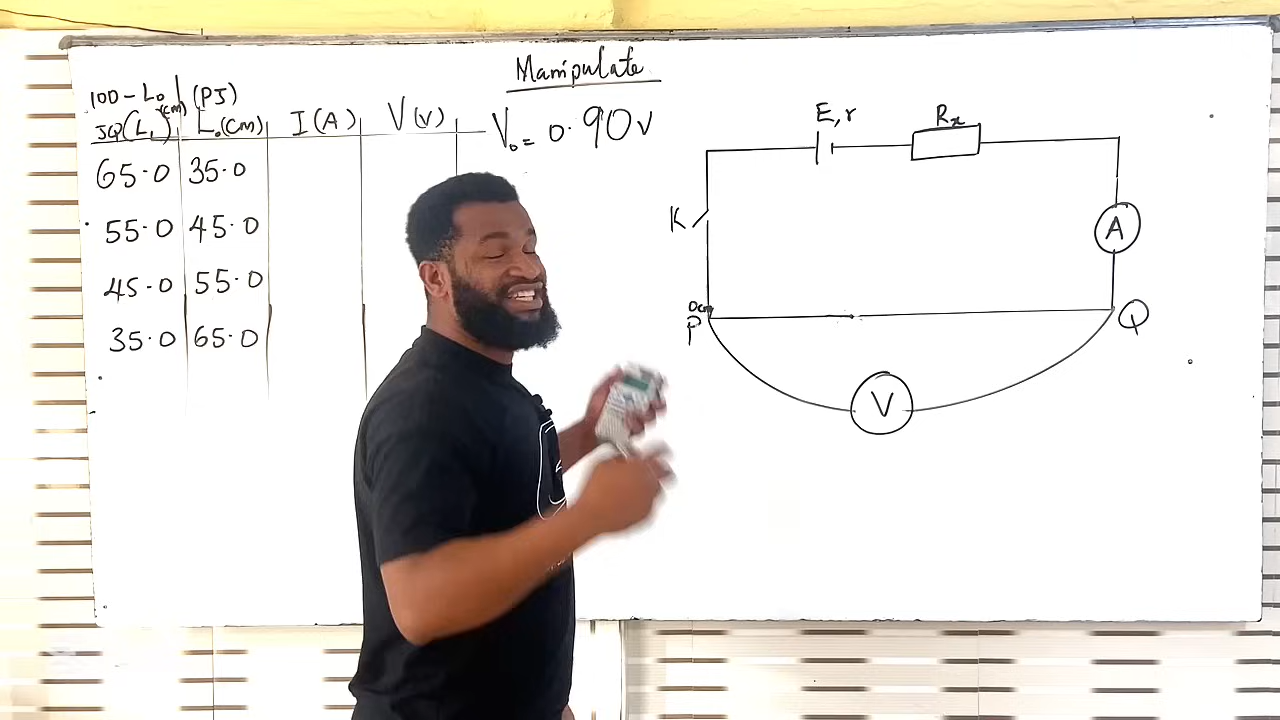 Manipulate
100 - L₀ (cm) | (PJ)
JQ(L₁) | L₀(cm) | I(A) | V(v)
65.0 | 35.0
55.0 | 45.0
45.0 | 55.0
35.0 | 65.0
V₀ = 0.90v
E, r
Rx
K
A
0cm
P
Q
V